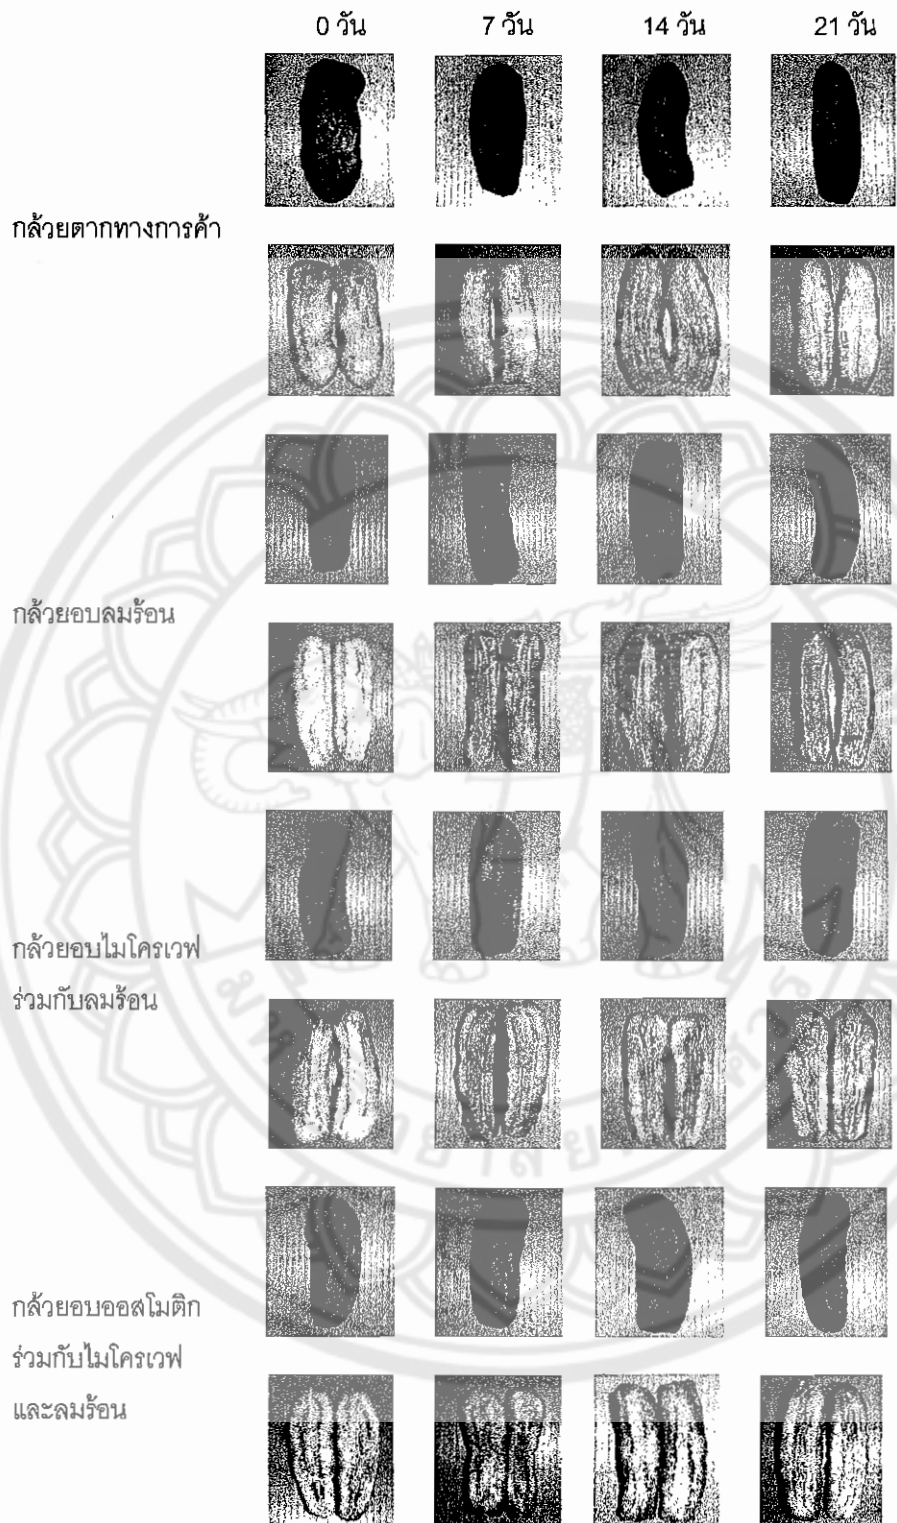 0 วัน 7 วัน 14 วัน 21 วัน
กล้วยตากทางการค้า
กล้วยอบลมร้อน
กล้วยอบไมโครเวฟ
ร่วมกับลมร้อน
กล้วยอบออสโมติก
ร่วมกับไมโครเวฟ
และลมร้อน